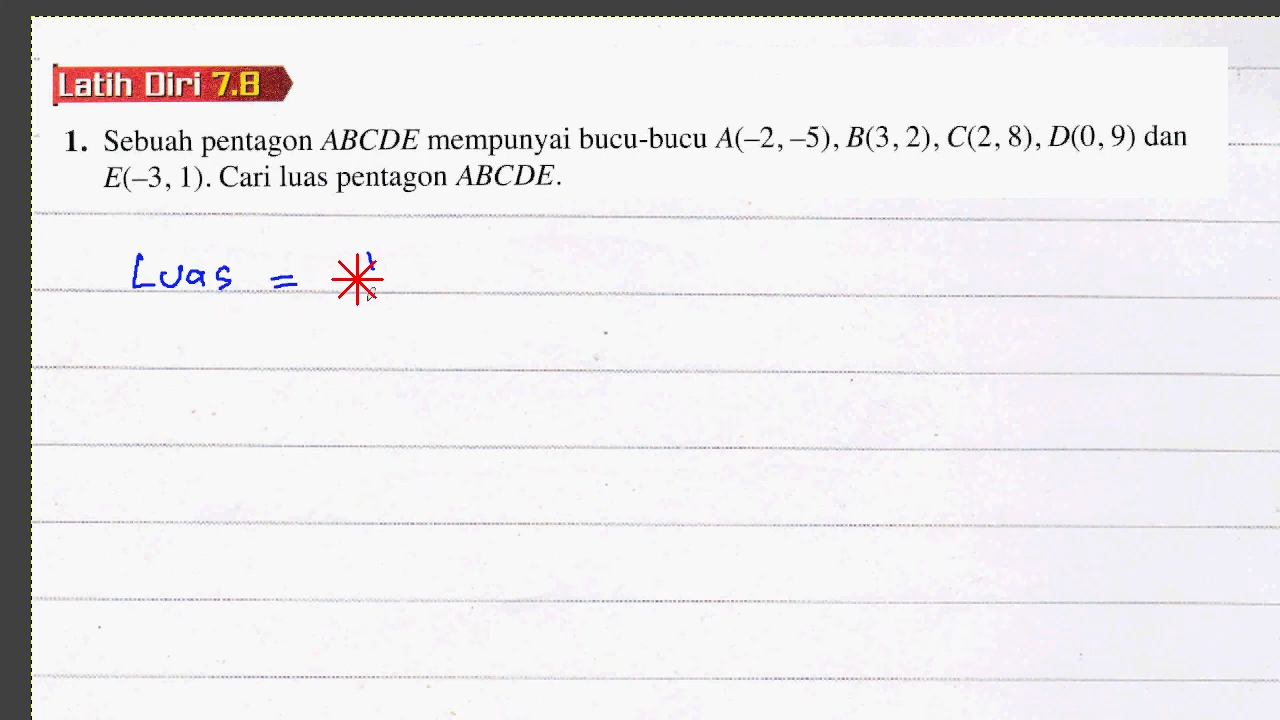 Latih Diri 7.8
1. Sebuah pentagon ABCDE mempunyai bucu-bucu A(–2, –5), B(3, 2), C(2, 8), D(0, 9) dan
E(–3, 1). Cari luas pentagon ABCDE.
Luas =